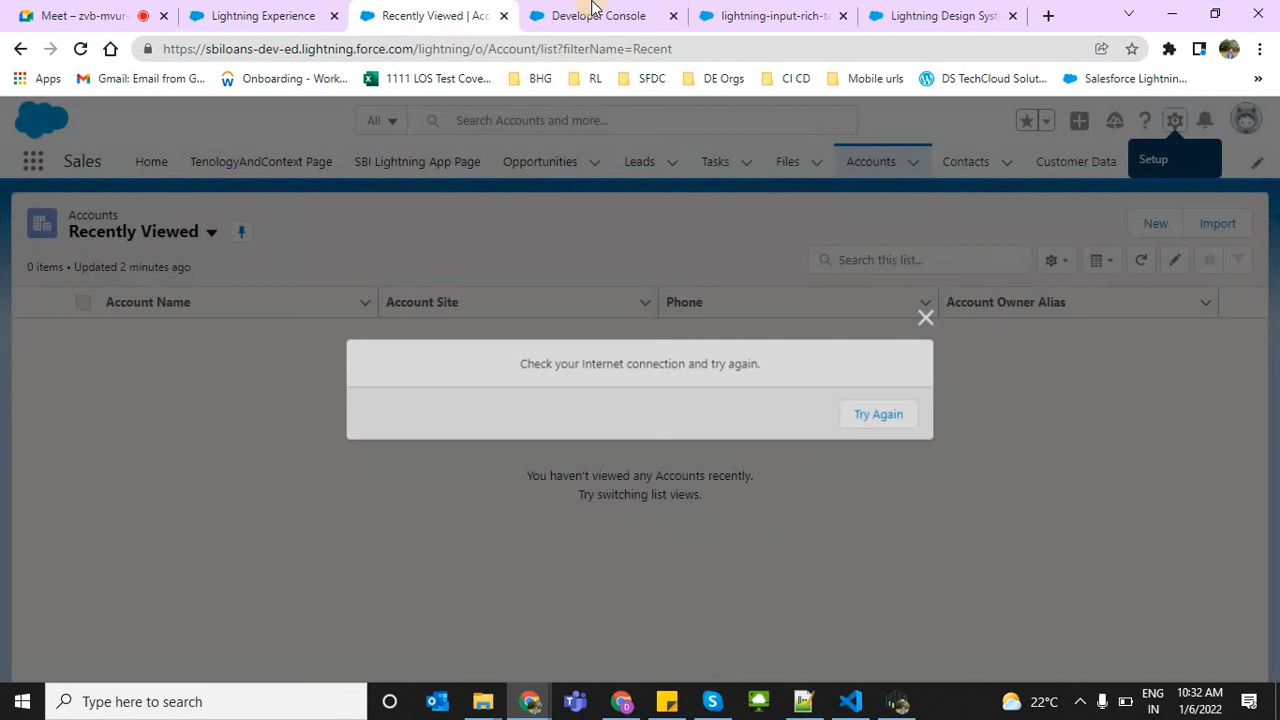 Meet – zvb-mvur-
Lightning Experience
Recently Viewed | Acc
Developer Console
lightning-input-rich-te
Lightning Design Syst
https://sbiloans-dev-ed.lightning.force.com/lightning/o/Account/list?filterName=Recent
Apps
Gmail: Email from G...
Onboarding - Work...
1111 LOS Test Cove...
BHG
RL
SFDC
DE Orgs
CI CD
Mobile urls
DS TechCloud Solut...
Salesforce Lightnin...
»
All
Search Accounts and more...
Sales
Home
TenologyAndContext Page
SBI Lightning App Page
Opportunities
Leads
Tasks
Files
Accounts
Contacts
Customer Data
Setup
Accounts
Recently Viewed
New
Import
0 items • Updated 2 minutes ago
Search this list...
Account Name
Account Site
Phone
Account Owner Alias
Check your Internet connection and try again.
Try Again
You haven't viewed any Accounts recently.
Try switching list views.
Type here to search
22°C
ENG
IN
10:32 AM
1/6/2022